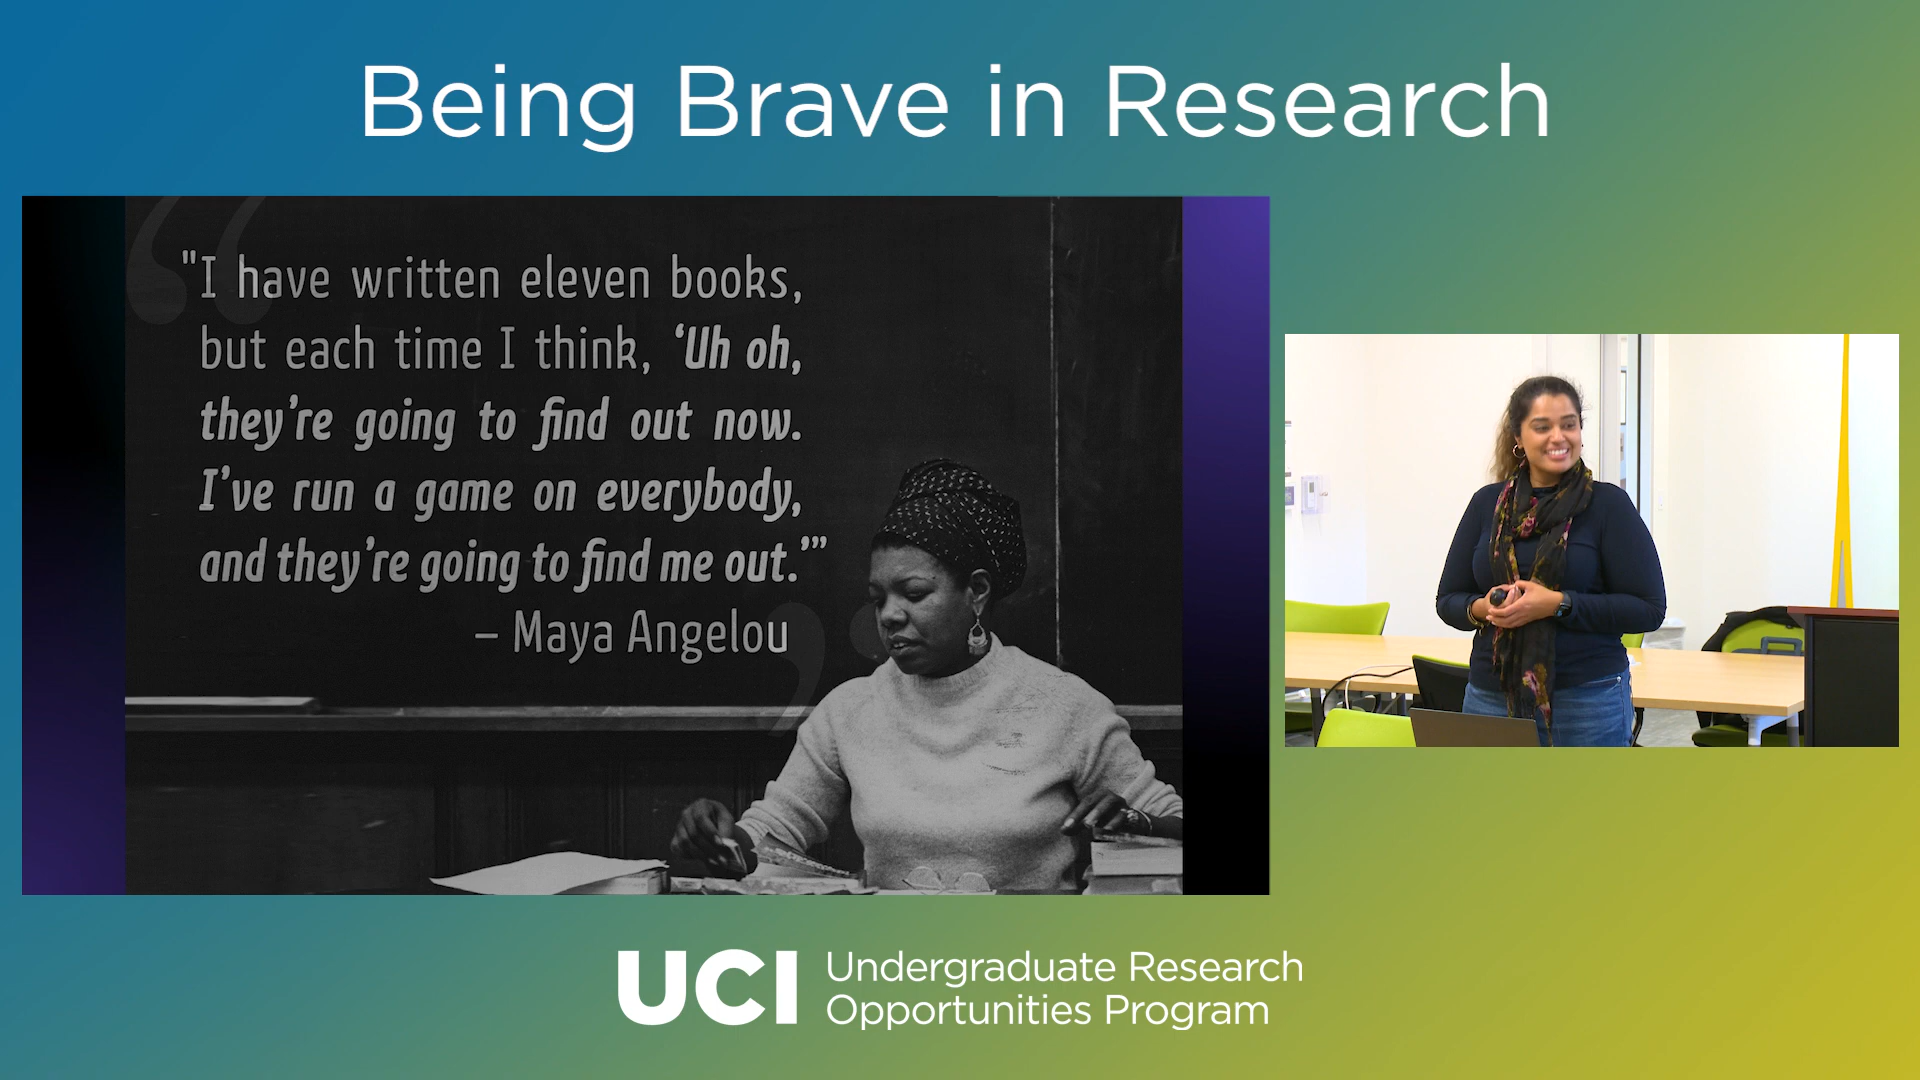 Being Brave in Research
"I have written eleven books,
but each time I think, ‘Uh oh,
they’re going to find out now.
I’ve run a game on everybody,
and they’re going to find me out.’”
– Maya Angelou
UCI Undergraduate Research
Opportunities Program